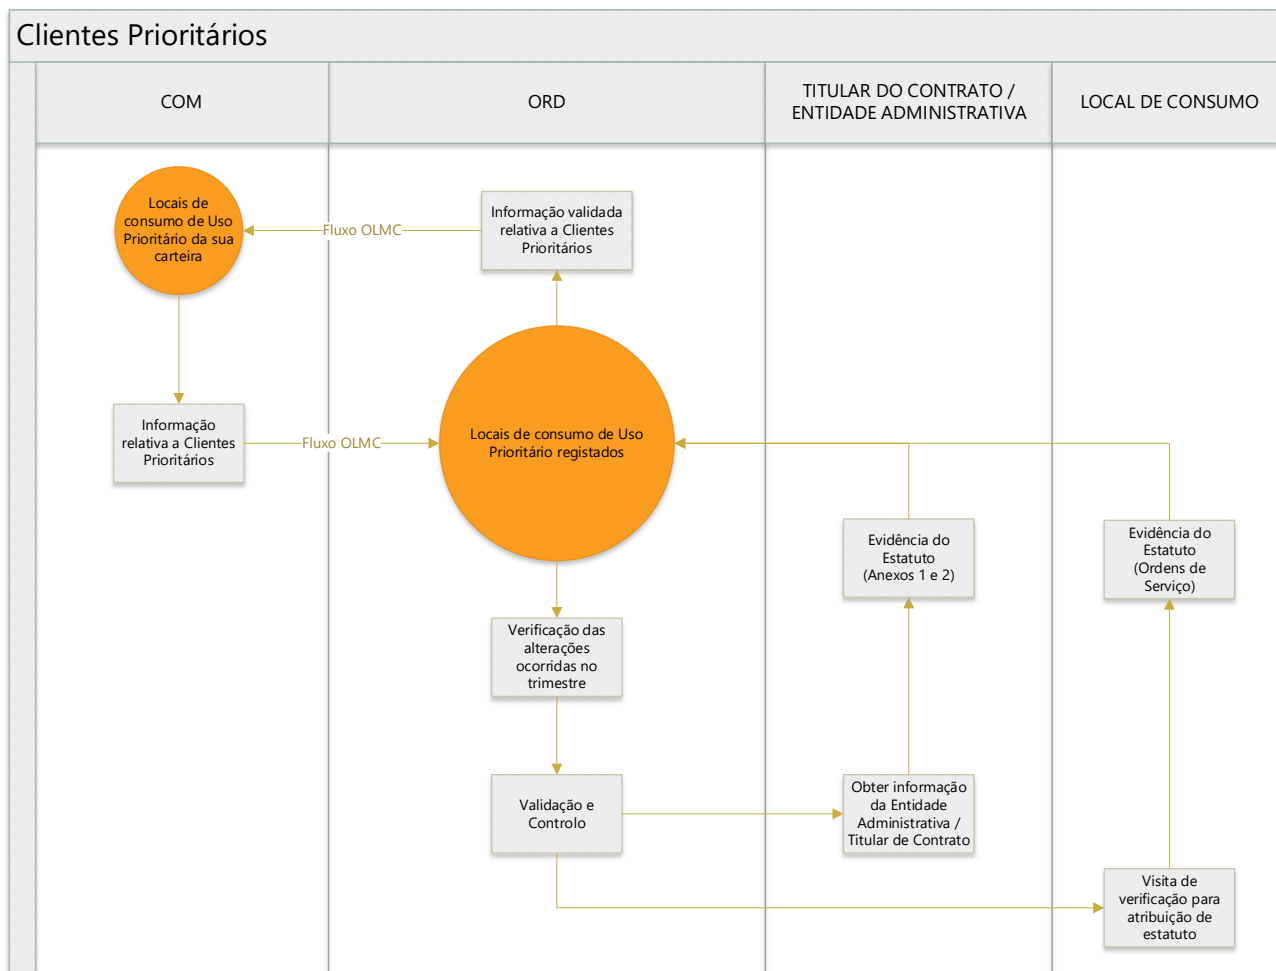 Clientes Prioritários
COM
ORD
TITULAR DO CONTRATO /
ENTIDADE ADMINISTRATIVA
LOCAL DE CONSUMO
Locais de
consumo de Uso
Prioritário da sua
carteira
Fluxo OLMC
Informação validada
relativa a Clientes
Prioritários
Informação
relativa a Clientes
Prioritários
Fluxo OLMC
Locais de consumo de Uso
Prioritário registados
Evidência do
Estatuto
(Anexos 1 e 2)
Evidência do
Estatuto
(Ordens de
Serviço)
Verificação das
alterações
ocorridas no
trimestre
Validação e
Controlo
Obter informação
da Entidade
Administrativa /
Titular de Contrato
Visita de
verificação para
atribuição de
estatuto